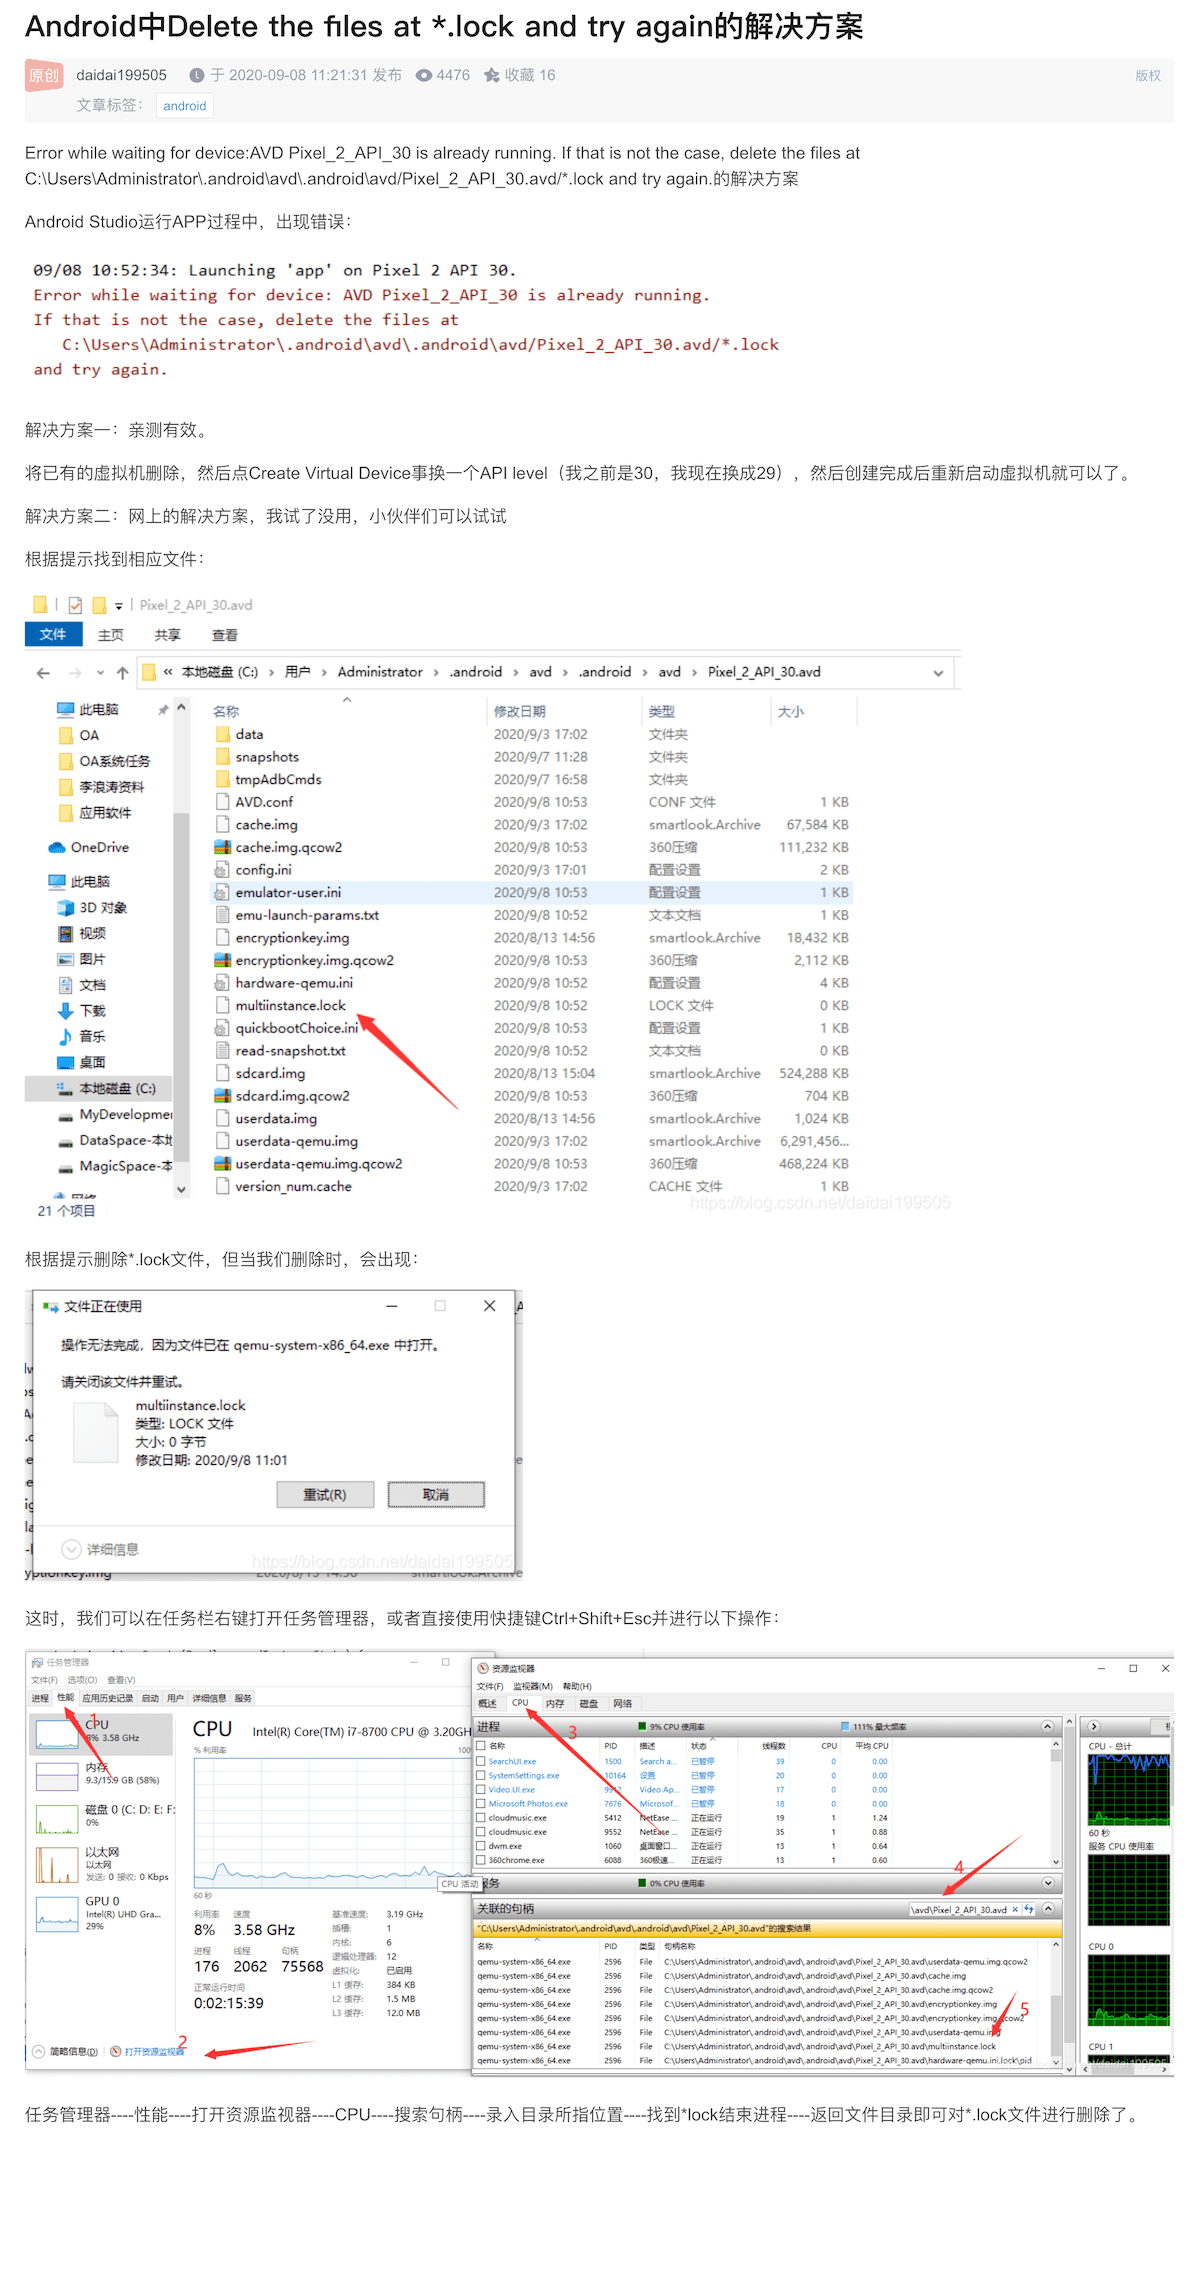 Android中Delete the files at *.lock and try again的解决方案
原创 daidai199505 于 2020-09-08 11:21:31 发布 4476 收藏 16 版权
文章标签： android
Error while waiting for device:AVD Pixel_2_API_30 is already running. If that is not the case, delete the files at
C:\Users\Administrator\.android\avd\.android\avd/Pixel_2_API_30.avd/*.lock and try again.的解决方案
Android Studio运行APP过程中，出现错误：
09/08 10:52:34: Launching 'app' on Pixel 2 API 30.
Error while waiting for device: AVD Pixel_2_API_30 is already running.
If that is not the case, delete the files at
C:\Users\Administrator\.android\avd\.android\avd/Pixel_2_API_30.avd/*.lock
and try again.
解决方案一：亲测有效。
将已有的虚拟机删除，然后点Create Virtual Device事换一个API level（我之前是30，我现在换成29），然后创建完成后重新启动虚拟机就可以了。
解决方案二：网上的解决方案，我试了没用，小伙伴们可以试试
根据提示找到相应文件：
Pixel_2_API_30.avd
文件 主页 共享 查看
« 本地磁盘 (C:) › 用户 › Administrator › .android › avd › .android › avd › Pixel_2_API_30.avd
此电脑
OA
OA系统任务
李浪涛资料
应用软件
OneDrive
此电脑
3D 对象
视频
图片
文档
下载
音乐
桌面
本地磁盘 (C:)
MyDevelopmer
DataSpace-本地
MagicSpace-本
网络
21 个项目
名称 修改日期 类型 大小
data 2020/9/3 17:02 文件夹
snapshots 2020/9/7 11:28 文件夹
tmpAdbCmds 2020/9/7 16:58 文件夹
AVD.conf 2020/9/8 10:53 CONF 文件 1 KB
cache.img 2020/9/3 17:02 smartlook.Archive 67,584 KB
cache.img.qcow2 2020/9/8 10:53 360压缩 111,232 KB
config.ini 2020/9/3 17:01 配置设置 2 KB
emulator-user.ini 2020/9/8 10:53 配置设置 1 KB
emu-launch-params.txt 2020/9/8 10:52 文本文档 1 KB
encryptionkey.img 2020/8/13 14:56 smartlook.Archive 18,432 KB
encryptionkey.img.qcow2 2020/9/8 10:53 360压缩 2,112 KB
hardware-qemu.ini 2020/9/8 10:52 配置设置 4 KB
multiinstance.lock 2020/9/8 10:52 LOCK 文件 0 KB
quickbootChoice.ini 2020/9/8 10:53 配置设置 1 KB
read-snapshot.txt 2020/9/8 10:52 文本文档 0 KB
sdcard.img 2020/8/13 15:04 smartlook.Archive 524,288 KB
sdcard.img.qcow2 2020/9/8 10:53 360压缩 704 KB
userdata.img 2020/8/13 14:56 smartlook.Archive 1,024 KB
userdata-qemu.img 2020/9/3 17:02 smartlook.Archive 6,291,456...
userdata-qemu.img.qcow2 2020/9/8 10:53 360压缩 468,224 KB
version_num.cache 2020/9/3 17:02 CACHE 文件 1 KB
https://blog.csdn.net/daidai199505
根据提示删除*.lock文件，但当我们删除时，会出现：
文件正在使用
操作无法完成，因为文件已在 qemu-system-x86_64.exe 中打开。
请关闭该文件并重试。
multiinstance.lock
类型: LOCK 文件
大小: 0 字节
修改日期: 2020/9/8 11:01
重试(R) 取消
详细信息
https://blog.csdn.net/daidai199505
这时，我们可以在任务栏右键打开任务管理器，或者直接使用快捷键Ctrl+Shift+Esc并进行以下操作：
任务管理器
文件(F) 选项(O) 查看(V)
进程 性能 应用历史记录 启动 用户 详细信息 服务
1
CPU
8% 3.58 GHz
内存
9.3/15.9 GB (58%)
磁盘 0 (C: D: E: F:
0%
以太网
以太网
发送: 0 接收: 0 Kbps
GPU 0
Intel(R) UHD Gra...
29%
CPU Intel(R) Core(TM) i7-8700 CPU @ 3.20GH
% 利用率 100
CPU 活动
60 秒
利用率 速度
8% 3.58 GHz
进程 线程 句柄
176 2062 75568
正常运行时间
0:02:15:39
基准速度: 3.19 GHz
插槽: 1
内核: 6
逻辑处理器: 12
虚拟化: 已启用
L1 缓存: 384 KB
L2 缓存: 1.5 MB
L3 缓存: 12.0 MB
简略信息(D) 打开资源监视器
2
资源监视器
文件(F) 监视器(M) 帮助(H)
概述 CPU 内存 磁盘 网络
3
进程 9% CPU 使用率 111% 最大频率
名称 PID 描述 状态 线程数 CPU 平均 CPU
SearchUI.exe 1500 Search a... 已暂停 39 0 0.00
SystemSettings.exe 10164 设置 已暂停 20 0 0.00
Video.UI.exe 9912 Video Ap... 已暂停 17 0 0.00
Microsoft.Photos.exe 7676 Microsof... 已暂停 18 0 0.00
cloudmusic.exe 5412 NetEase ... 正在运行 19 1 1.24
cloudmusic.exe 9552 NetEase ... 正在运行 35 1 0.88
dwm.exe 1060 桌面窗口... 正在运行 13 1 0.64
360chrome.exe 6088 360极速... 正在运行 13 1 0.60
4
服务 0% CPU 使用率
关联的句柄 \avd\Pixel_2_API_30.avd
"C:\Users\Administrator\.android\avd\.android\avd\Pixel_2_API_30.avd"的搜索结果
名称 PID 类型 句柄名称
qemu-system-x86_64.exe 2596 File C:\Users\Administrator\.android\avd\.android\avd\Pixel_2_API_30.avd\userdata-qemu.img.qcow2
qemu-system-x86_64.exe 2596 File C:\Users\Administrator\.android\avd\.android\avd\Pixel_2_API_30.avd\cache.img
qemu-system-x86_64.exe 2596 File C:\Users\Administrator\.android\avd\.android\avd\Pixel_2_API_30.avd\cache.img.qcow2
qemu-system-x86_64.exe 2596 File C:\Users\Administrator\.android\avd\.android\avd\Pixel_2_API_30.avd\encryptionkey.img
qemu-system-x86_64.exe 2596 File C:\Users\Administrator\.android\avd\.android\avd\Pixel_2_API_30.avd\encryptionkey.img.qcow2
qemu-system-x86_64.exe 2596 File C:\Users\Administrator\.android\avd\.android\avd\Pixel_2_API_30.avd\userdata-qemu.img
qemu-system-x86_64.exe 2596 File C:\Users\Administrator\.android\avd\.android\avd\Pixel_2_API_30.avd\multiinstance.lock
qemu-system-x86_64.exe 2596 File C:\Users\Administrator\.android\avd\.android\avd\Pixel_2_API_30.avd\hardware-qemu.ini.lock\pid
5
CPU - 总计
60 秒
服务 CPU 使用率
CPU 0
CPU 1
任务管理器----性能----打开资源监视器----CPU----搜索句柄----录入目录所指位置----找到*lock结束进程----返回文件目录即可对*.lock文件进行删除了。